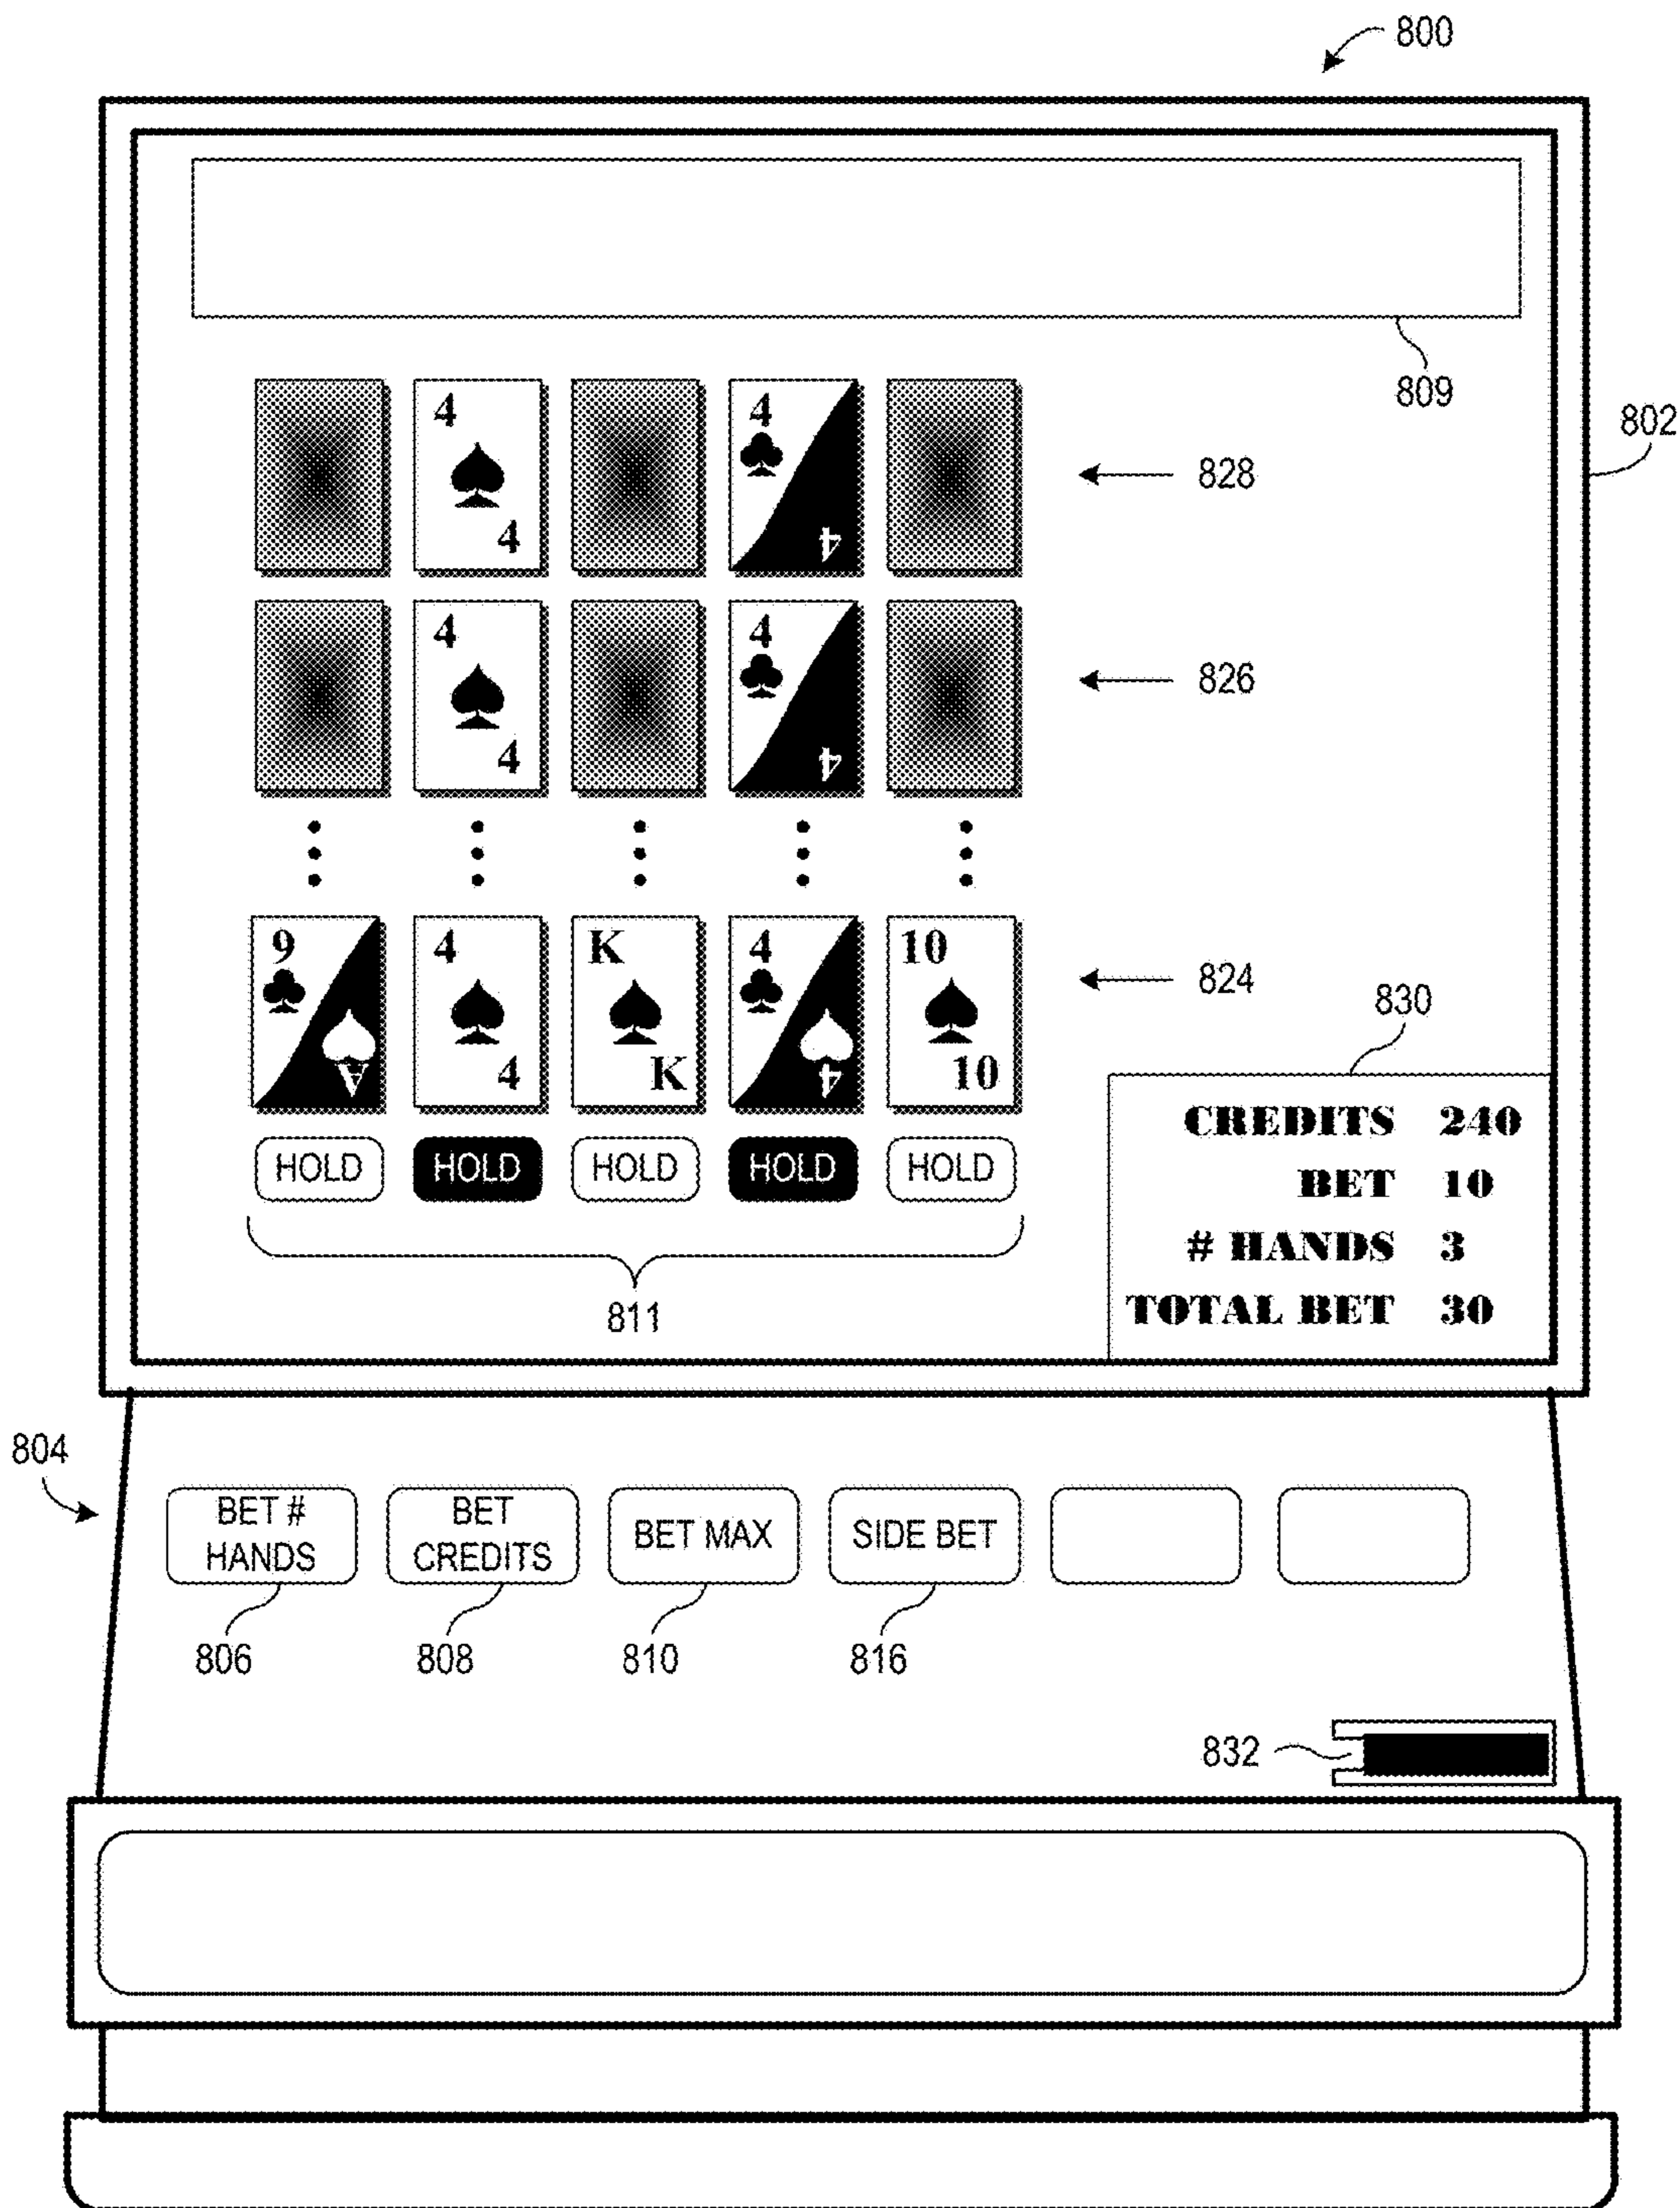 800
802
809
4 4
4 4
828
4 4
4 4
826
9 A
4 4
K K
4 4
10 10
824
HOLD HOLD HOLD HOLD HOLD
811
830
CREDITS 240
BET 10
# HANDS 3
TOTAL BET 30
804
BET #
HANDS
BET
CREDITS
BET MAX
SIDE BET
806 808 810 816
832